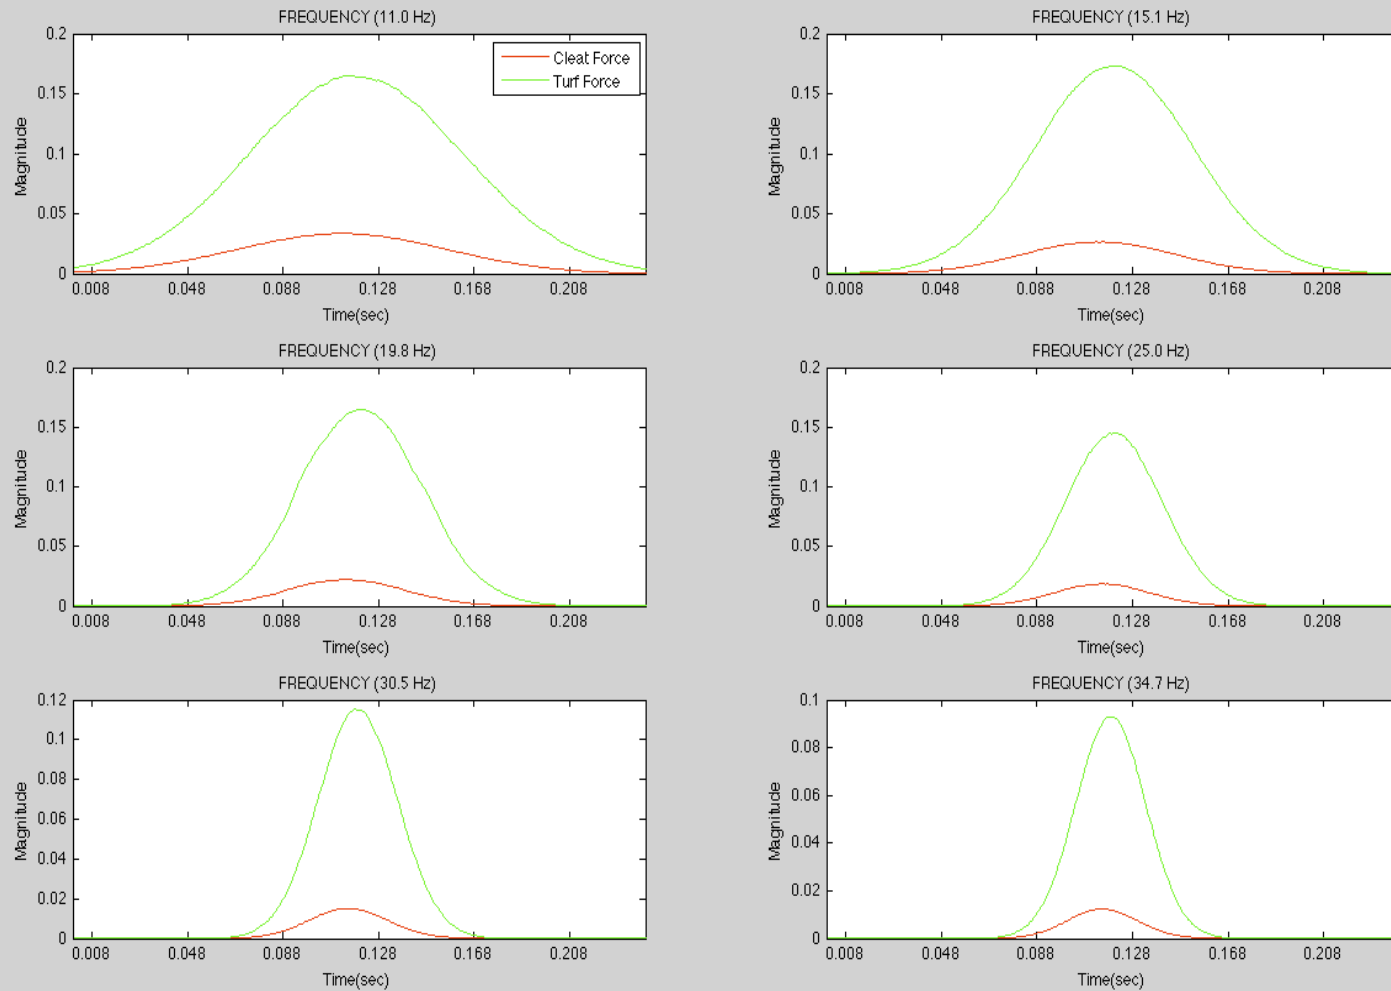 FREQUENCY (11.0 Hz)
0.2
0.15
0.1
0.05
0
Magnitude
Cleat Force
Turf Force
0.008 0.048 0.088 0.128 0.168 0.208
Time(sec)
FREQUENCY (15.1 Hz)
0.2
0.15
0.1
0.05
0
Magnitude
0.008 0.048 0.088 0.128 0.168 0.208
Time(sec)
FREQUENCY (19.8 Hz)
0.2
0.15
0.1
0.05
0
Magnitude
0.008 0.048 0.088 0.128 0.168 0.208
Time(sec)
FREQUENCY (25.0 Hz)
0.2
0.15
0.1
0.05
0
Magnitude
0.008 0.048 0.088 0.128 0.168 0.208
Time(sec)
FREQUENCY (30.5 Hz)
0.12
0.1
0.08
0.06
0.04
0.02
0
Magnitude
0.008 0.048 0.088 0.128 0.168 0.208
Time(sec)
FREQUENCY (34.7 Hz)
0.1
0.08
0.06
0.04
0.02
0
Magnitude
0.008 0.048 0.088 0.128 0.168 0.208
Time(sec)